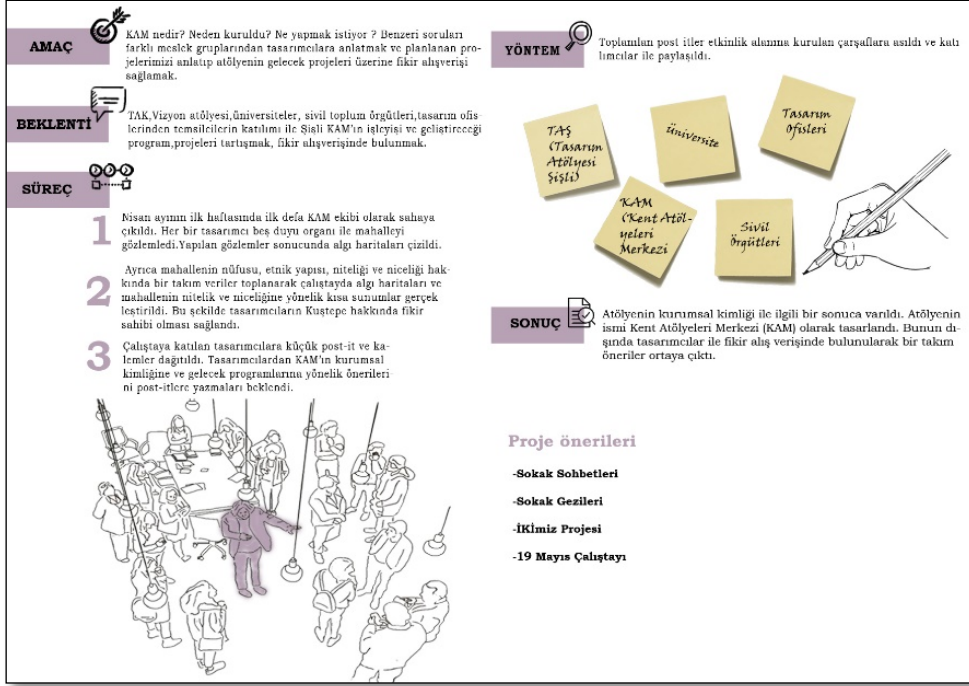 AMAÇ
KAM nedir? Neden kuruldu? Ne yapmak istiyor ? Benzeri soruları
farklı meslek gruplarından tasarımcılara anlatmak ve planlanan pro-
jelerimizi anlatıp atölyenin gelecek projeleri üzerine fikir alışverişi
sağlamak.
BEKLENTİ
TAK,Vizyon atölyesi,üniversiteler, sivil toplum örgütleri,tasarım ofis-
lerinden temsilcilerin katılımı ile Şişli KAM'ın işleyişi ve geliştireceği
program,projeleri tartışmak, fikir alışverişinde bulunmak.
SÜREÇ
1
Nisan ayının ilk haftasında ilk defa KAM ekibi olarak sahaya
çıkıldı. Her bir tasarımcı beş duyu organı ile mahalleyi
gözlemledi.Yapılan gözlemler sonucunda algı haritaları çizildi.
2
Ayrıca mahallenin nüfusu, etnik yapısı, niteliği ve niceliği hak-
kında bir takım veriler toplanarak çalıştayda algı haritaları ve
mahallenin nitelik ve niceliğine yönelik kısa sunumlar gerçek
leştirildi. Bu şekilde tasarımcıların Kuştepe hakkında fikir
sahibi olması sağlandı.
3
Çalıştaya katılan tasarımcılara küçük post-it ve ka-
lemler dağıtıldı. Tasarımcılardan KAM'ın kurumsal
kimliğine ve gelecek programlarına yönelik önerileri-
ni post-itlere yazmaları beklendi.
YÖNTEM
Toplanılan post itler etkinlik alanına kurulan çarşaflara asıldı ve katı
lımcılar ile paylaşıldı.
TAŞ
(Tasarım
Atölyesi
Şişli)
üniversite
Tasarım
Ofisleri
KAM
(Kent Atöl-
yeleri
Merkezi
Sivil
Örgütleri
SONUÇ
Atölyenin kurumsal kimliği ile ilgili bir sonuca varıldı. Atölyenin
ismi Kent Atölyeleri Merkezi (KAM) olarak tasarlandı. Bunun dı-
şında tasarımcılar ile fikir alış verişinde bulunularak bir takım
öneriler ortaya çıktı.
Proje önerileri
-Sokak Sohbetleri
-Sokak Gezileri
-İKİmiz Projesi
-19 Mayıs Çalıştayı